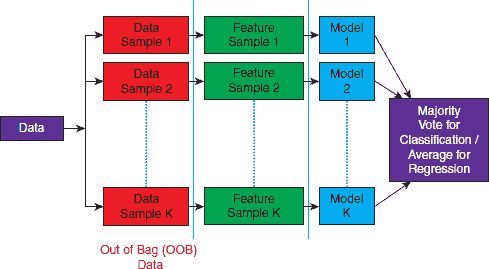 Data
Data
Sample 1
Feature
Sample 1
Model
1
Data
Sample 2
Feature
Sample 2
Model
2
Data
Sample K
Feature
Sample K
Model
K
Majority
Vote for
Classification /
Average for
Regression
Out of Bag (OOB)
Data